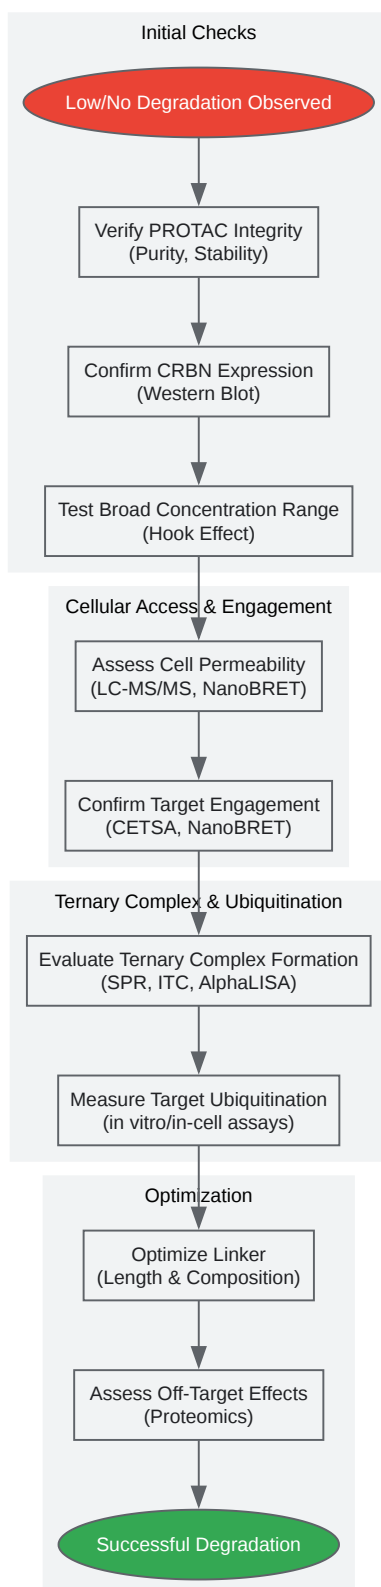 Initial Checks
Low/No Degradation Observed
Verify PROTAC Integrity
(Purity, Stability)
Confirm CRBN Expression
(Western Blot)
Test Broad Concentration Range
(Hook Effect)
Cellular Access & Engagement
Assess Cell Permeability
(LC-MS/MS, NanoBRET)
Confirm Target Engagement
(CETSA, NanoBRET)
Ternary Complex & Ubiquitination
Evaluate Ternary Complex Formation
(SPR, ITC, AlphaLISA)
Measure Target Ubiquitination
(in vitro/in-cell assays)
Optimization
Optimize Linker
(Length & Composition)
Assess Off-Target Effects
(Proteomics)
Successful Degradation